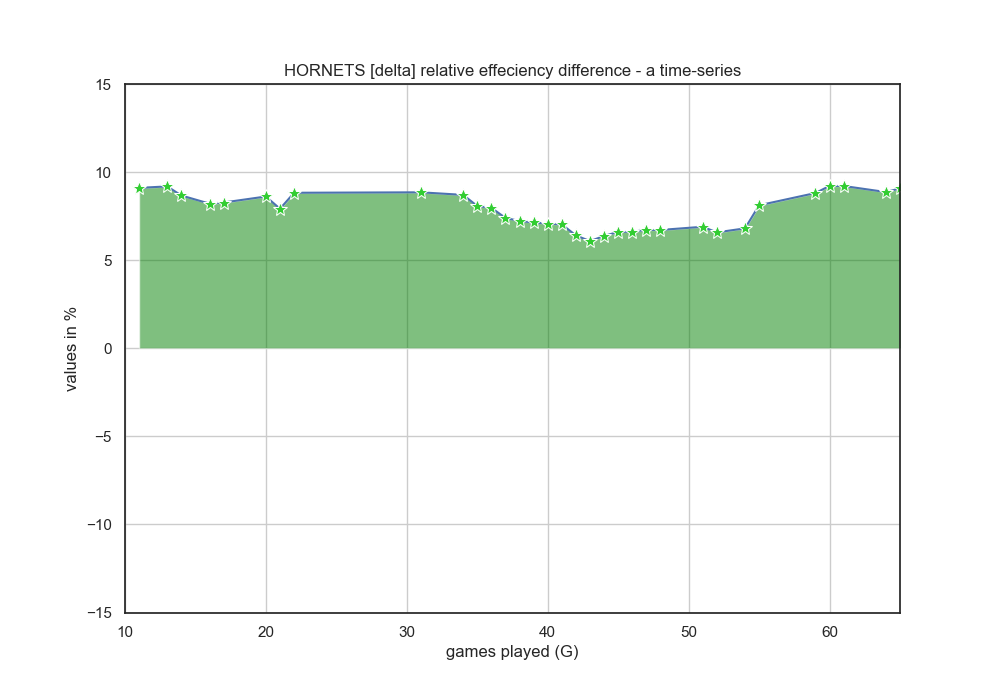 HORNETS [delta] relative effeciency difference - a time-series
15
10
5
0
−5
−10
−15
values in %
10 20 30 40 50 60
games played (G)